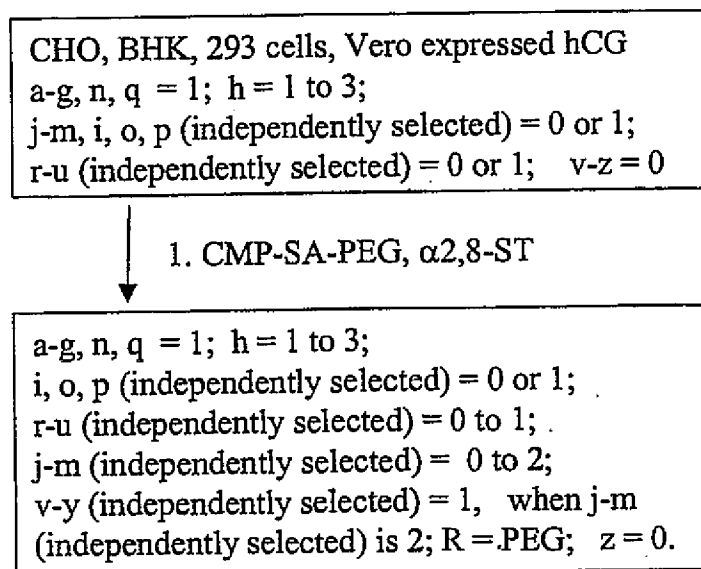 CHO, BHK, 293 cells, Vero expressed hCG
a-g, n, q = 1; h = 1 to 3;
j-m, i, o, p (independently selected) = 0 or 1;
r-u (independently selected) = 0 or 1; v-z = 0
1. CMP-SA-PEG, α2,8-ST
a-g, n, q = 1; h = 1 to 3;
i, o, p (independently selected) = 0 or 1;
r-u (independently selected) = 0 to 1;
j-m (independently selected) = 0 to 2;
v-y (independently selected) = 1, when j-m
(independently selected) is 2; R = PEG; z = 0.